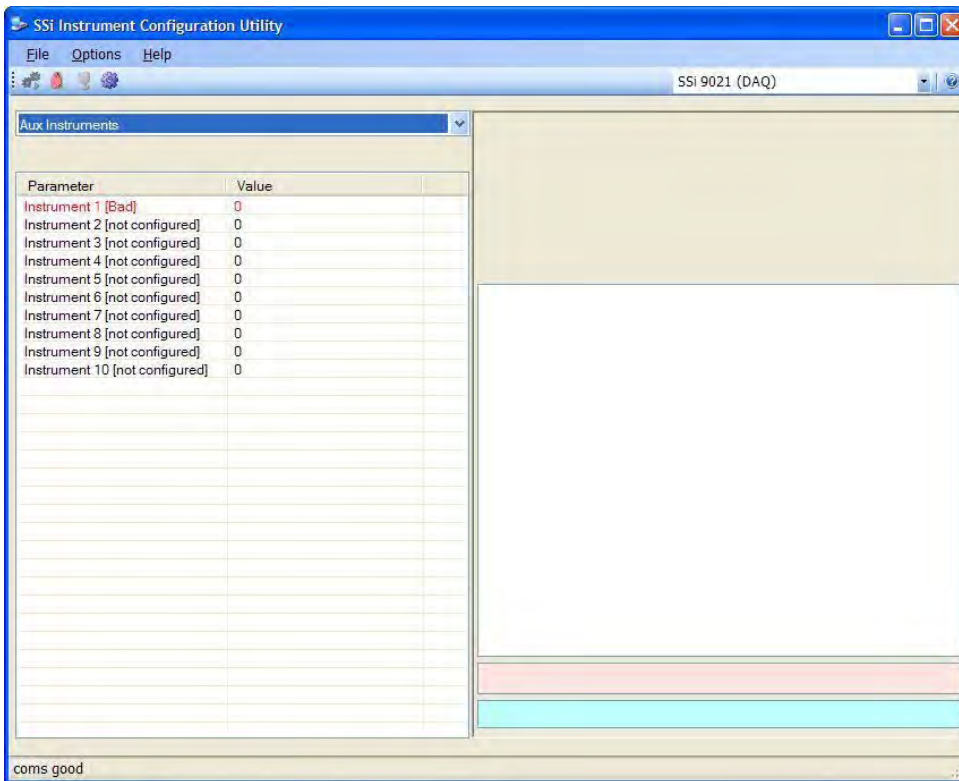 SSi Instrument Configuration Utility
File Options Help
SSi 9021 (DAQ)
Aux Instruments
Parameter Value
Instrument 1 [Bad] 0
Instrument 2 [not configured] 0
Instrument 3 [not configured] 0
Instrument 4 [not configured] 0
Instrument 5 [not configured] 0
Instrument 6 [not configured] 0
Instrument 7 [not configured] 0
Instrument 8 [not configured] 0
Instrument 9 [not configured] 0
Instrument 10 [not configured] 0
coms good